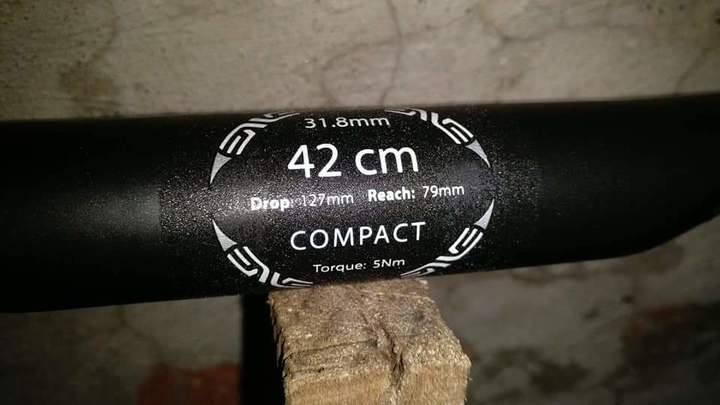 31.8mm
42 cm
Drop: 127mm Reach: 79mm
COMPACT
Torque: 5Nm